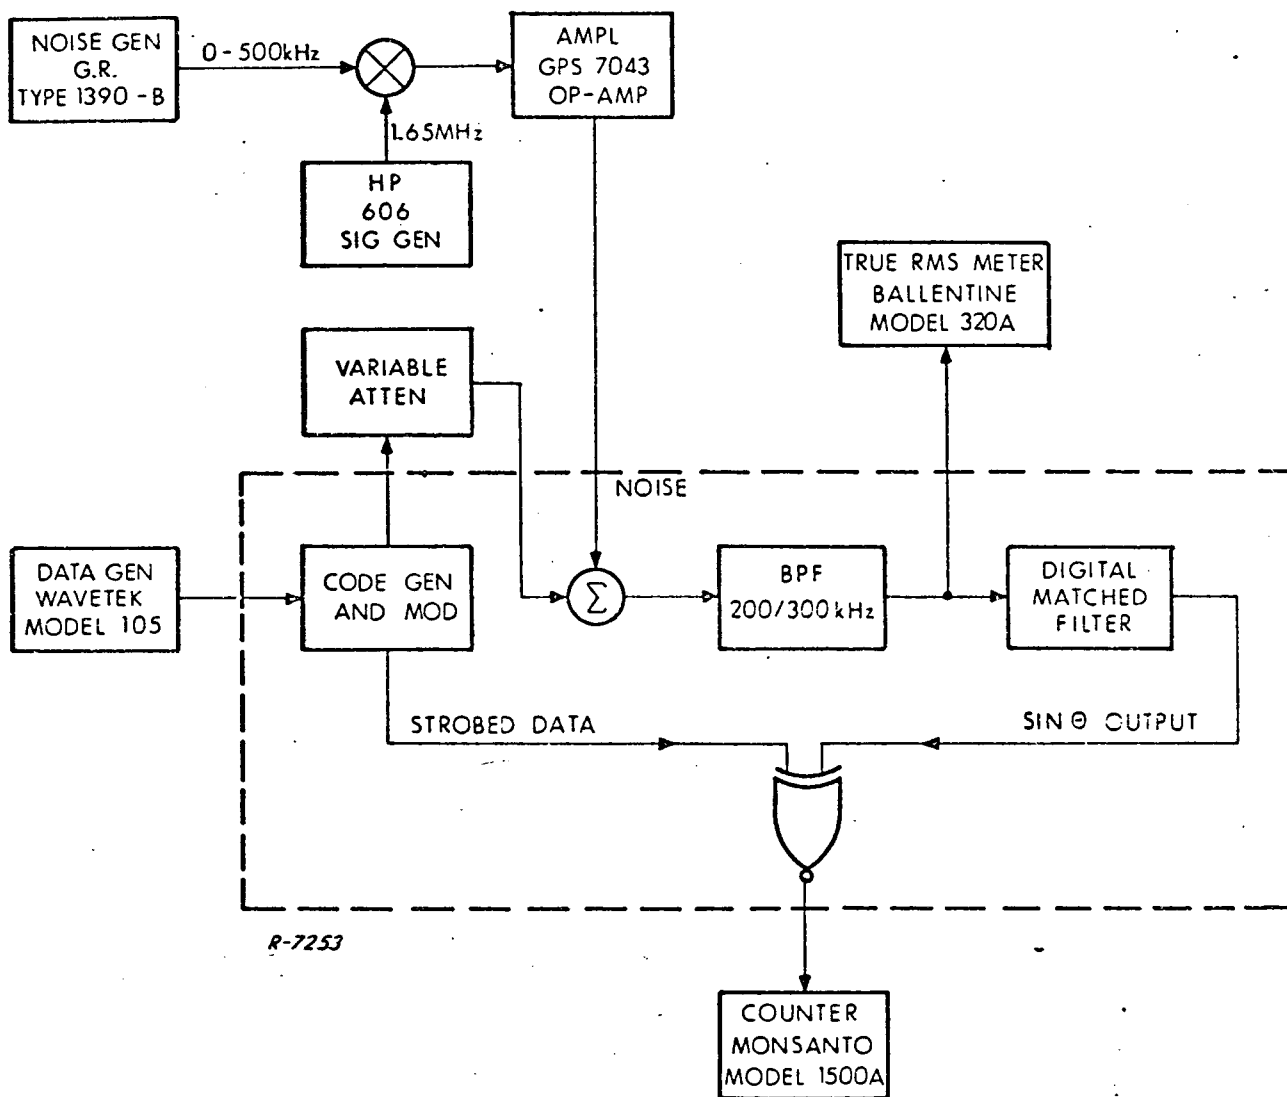 NOISE GEN
G.R.
TYPE 1390-B
0-500kHz
AMPL
GPS 7043
OP-AMP
1.65MHz
HP
606
SIG GEN
TRUE RMS METER
BALLENTINE
MODEL 320A
VARIABLE
ATTEN
NOISE
DATA GEN
WAVETEK
MODEL 105
CODE GEN
AND MOD
Σ
BPF
200/300kHz
DIGITAL
MATCHED
FILTER
STROBED DATA
SIN Θ OUTPUT
R-7253
COUNTER
MONSANTO
MODEL 1500A